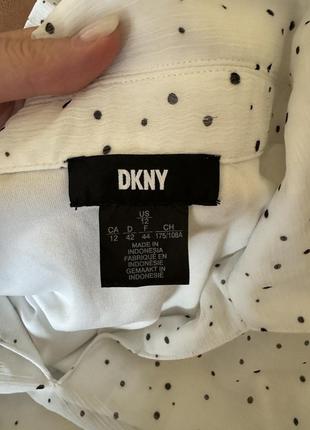 DKNY
US
12
CA D F CH
12 42 44 175/108A
MADE IN
INDONESIA
FABRIQUÉ EN
INDONÉSIE
GEMAAKT IN
INDONESIË